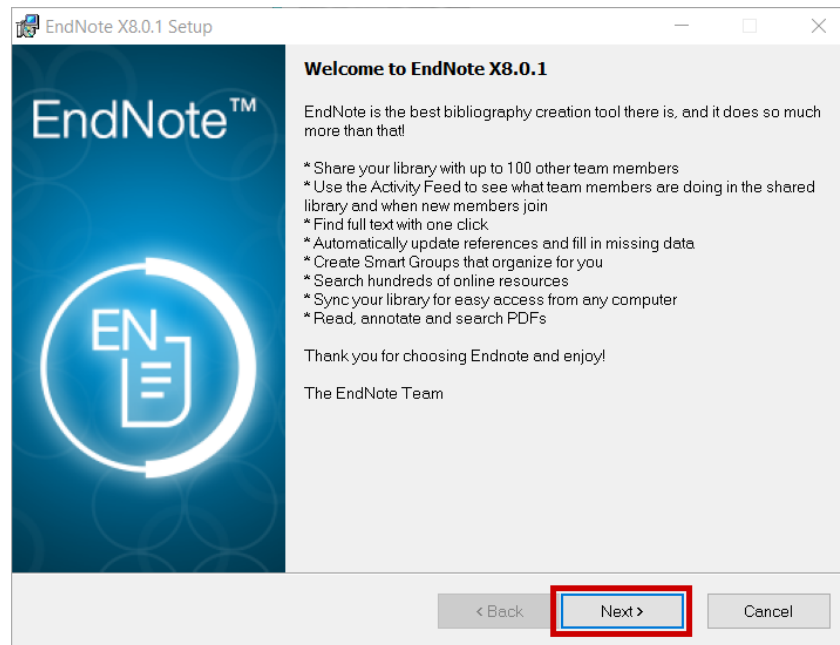 EndNote X8.0.1 Setup
EndNote™
Welcome to EndNote X8.0.1
EndNote is the best bibliography creation tool there is, and it does so much
more than that!
* Share your library with up to 100 other team members
* Use the Activity Feed to see what team members are doing in the shared
library and when new members join
* Find full text with one click
* Automatically update references and fill in missing data
* Create Smart Groups that organize for you
* Search hundreds of online resources
* Sync your library for easy access from any computer
* Read, annotate and search PDFs
Thank you for choosing Endnote and enjoy!
The EndNote Team
EN
< Back
Next >
Cancel